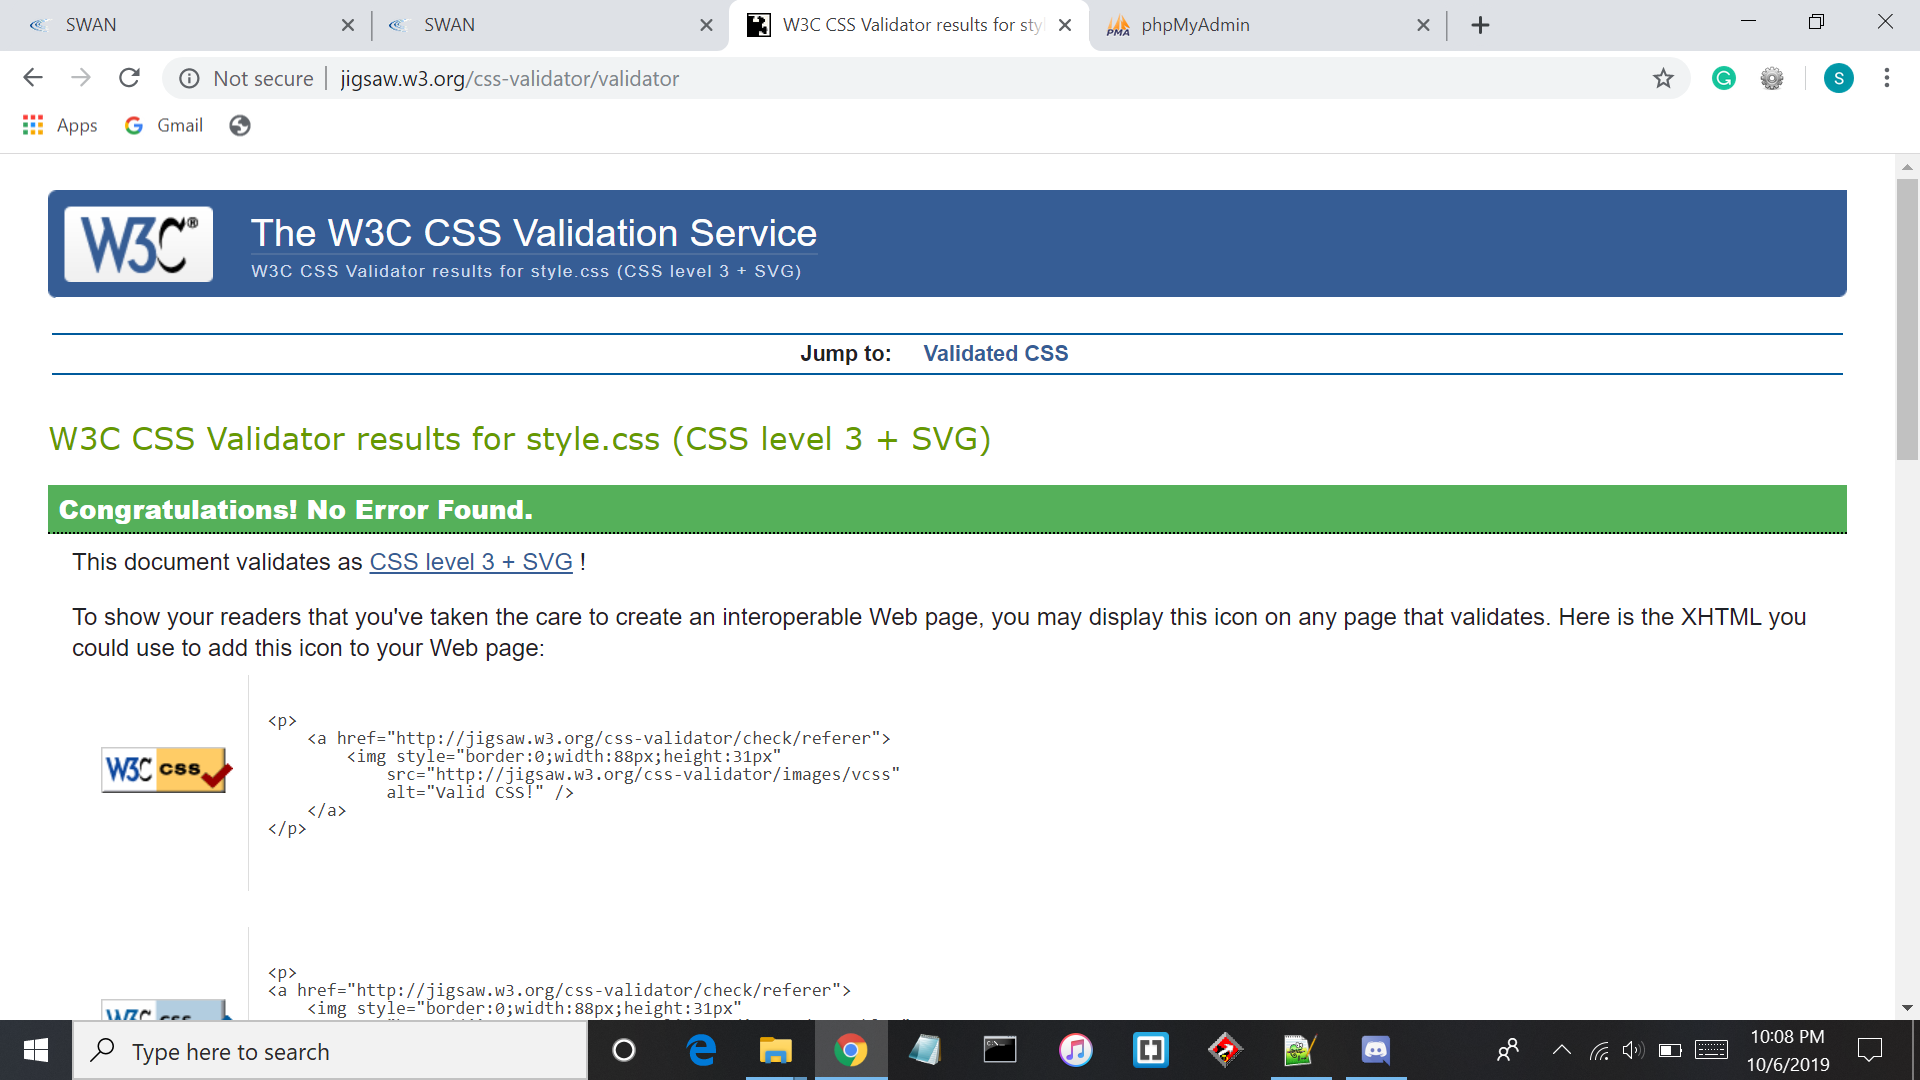 SWAN
SWAN
W3C CSS Validator results for sty
phpMyAdmin
Not secure
jigsaw.w3.org/css-validator/validator
S
Apps
Gmail
W3C®
The W3C CSS Validation Service
W3C CSS Validator results for style.css (CSS level 3 + SVG)
Jump to: Validated CSS
W3C CSS Validator results for style.css (CSS level 3 + SVG)
Congratulations! No Error Found.
This document validates as CSS level 3 + SVG !
To show your readers that you've taken the care to create an interoperable Web page, you may display this icon on any page that validates. Here is the XHTML you
could use to add this icon to your Web page:
W3C css
<p>
<a href="http://jigsaw.w3.org/css-validator/check/referer">
<img style="border:0;width:88px;height:31px"
src="http://jigsaw.w3.org/css-validator/images/vcss"
alt="Valid CSS!" />
</a>
</p>
W3C css
<p>
<a href="http://jigsaw.w3.org/css-validator/check/referer">
<img style="border:0;width:88px;height:31px"
Type here to search
10:08 PM
10/6/2019